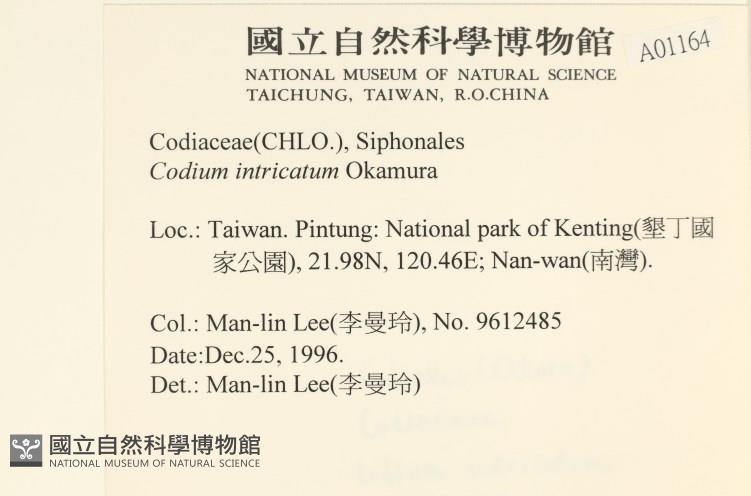 國立自然科學博物館
A01164
NATIONAL MUSEUM OF NATURAL SCIENCE
TAICHUNG, TAIWAN, R.O.CHINA
Codiaceae(CHLO.), Siphonales
Codium intricatum Okamura
Loc.: Taiwan. Pintung: National park of Kenting(墾丁國
家公園), 21.98N, 120.46E; Nan-wan(南灣).
Col.: Man-lin Lee(李曼玲), No. 9612485
Date:Dec.25, 1996.
Det.: Man-lin Lee(李曼玲)
國立自然科學博物館
NATIONAL MUSEUM OF NATURAL SCIENCE